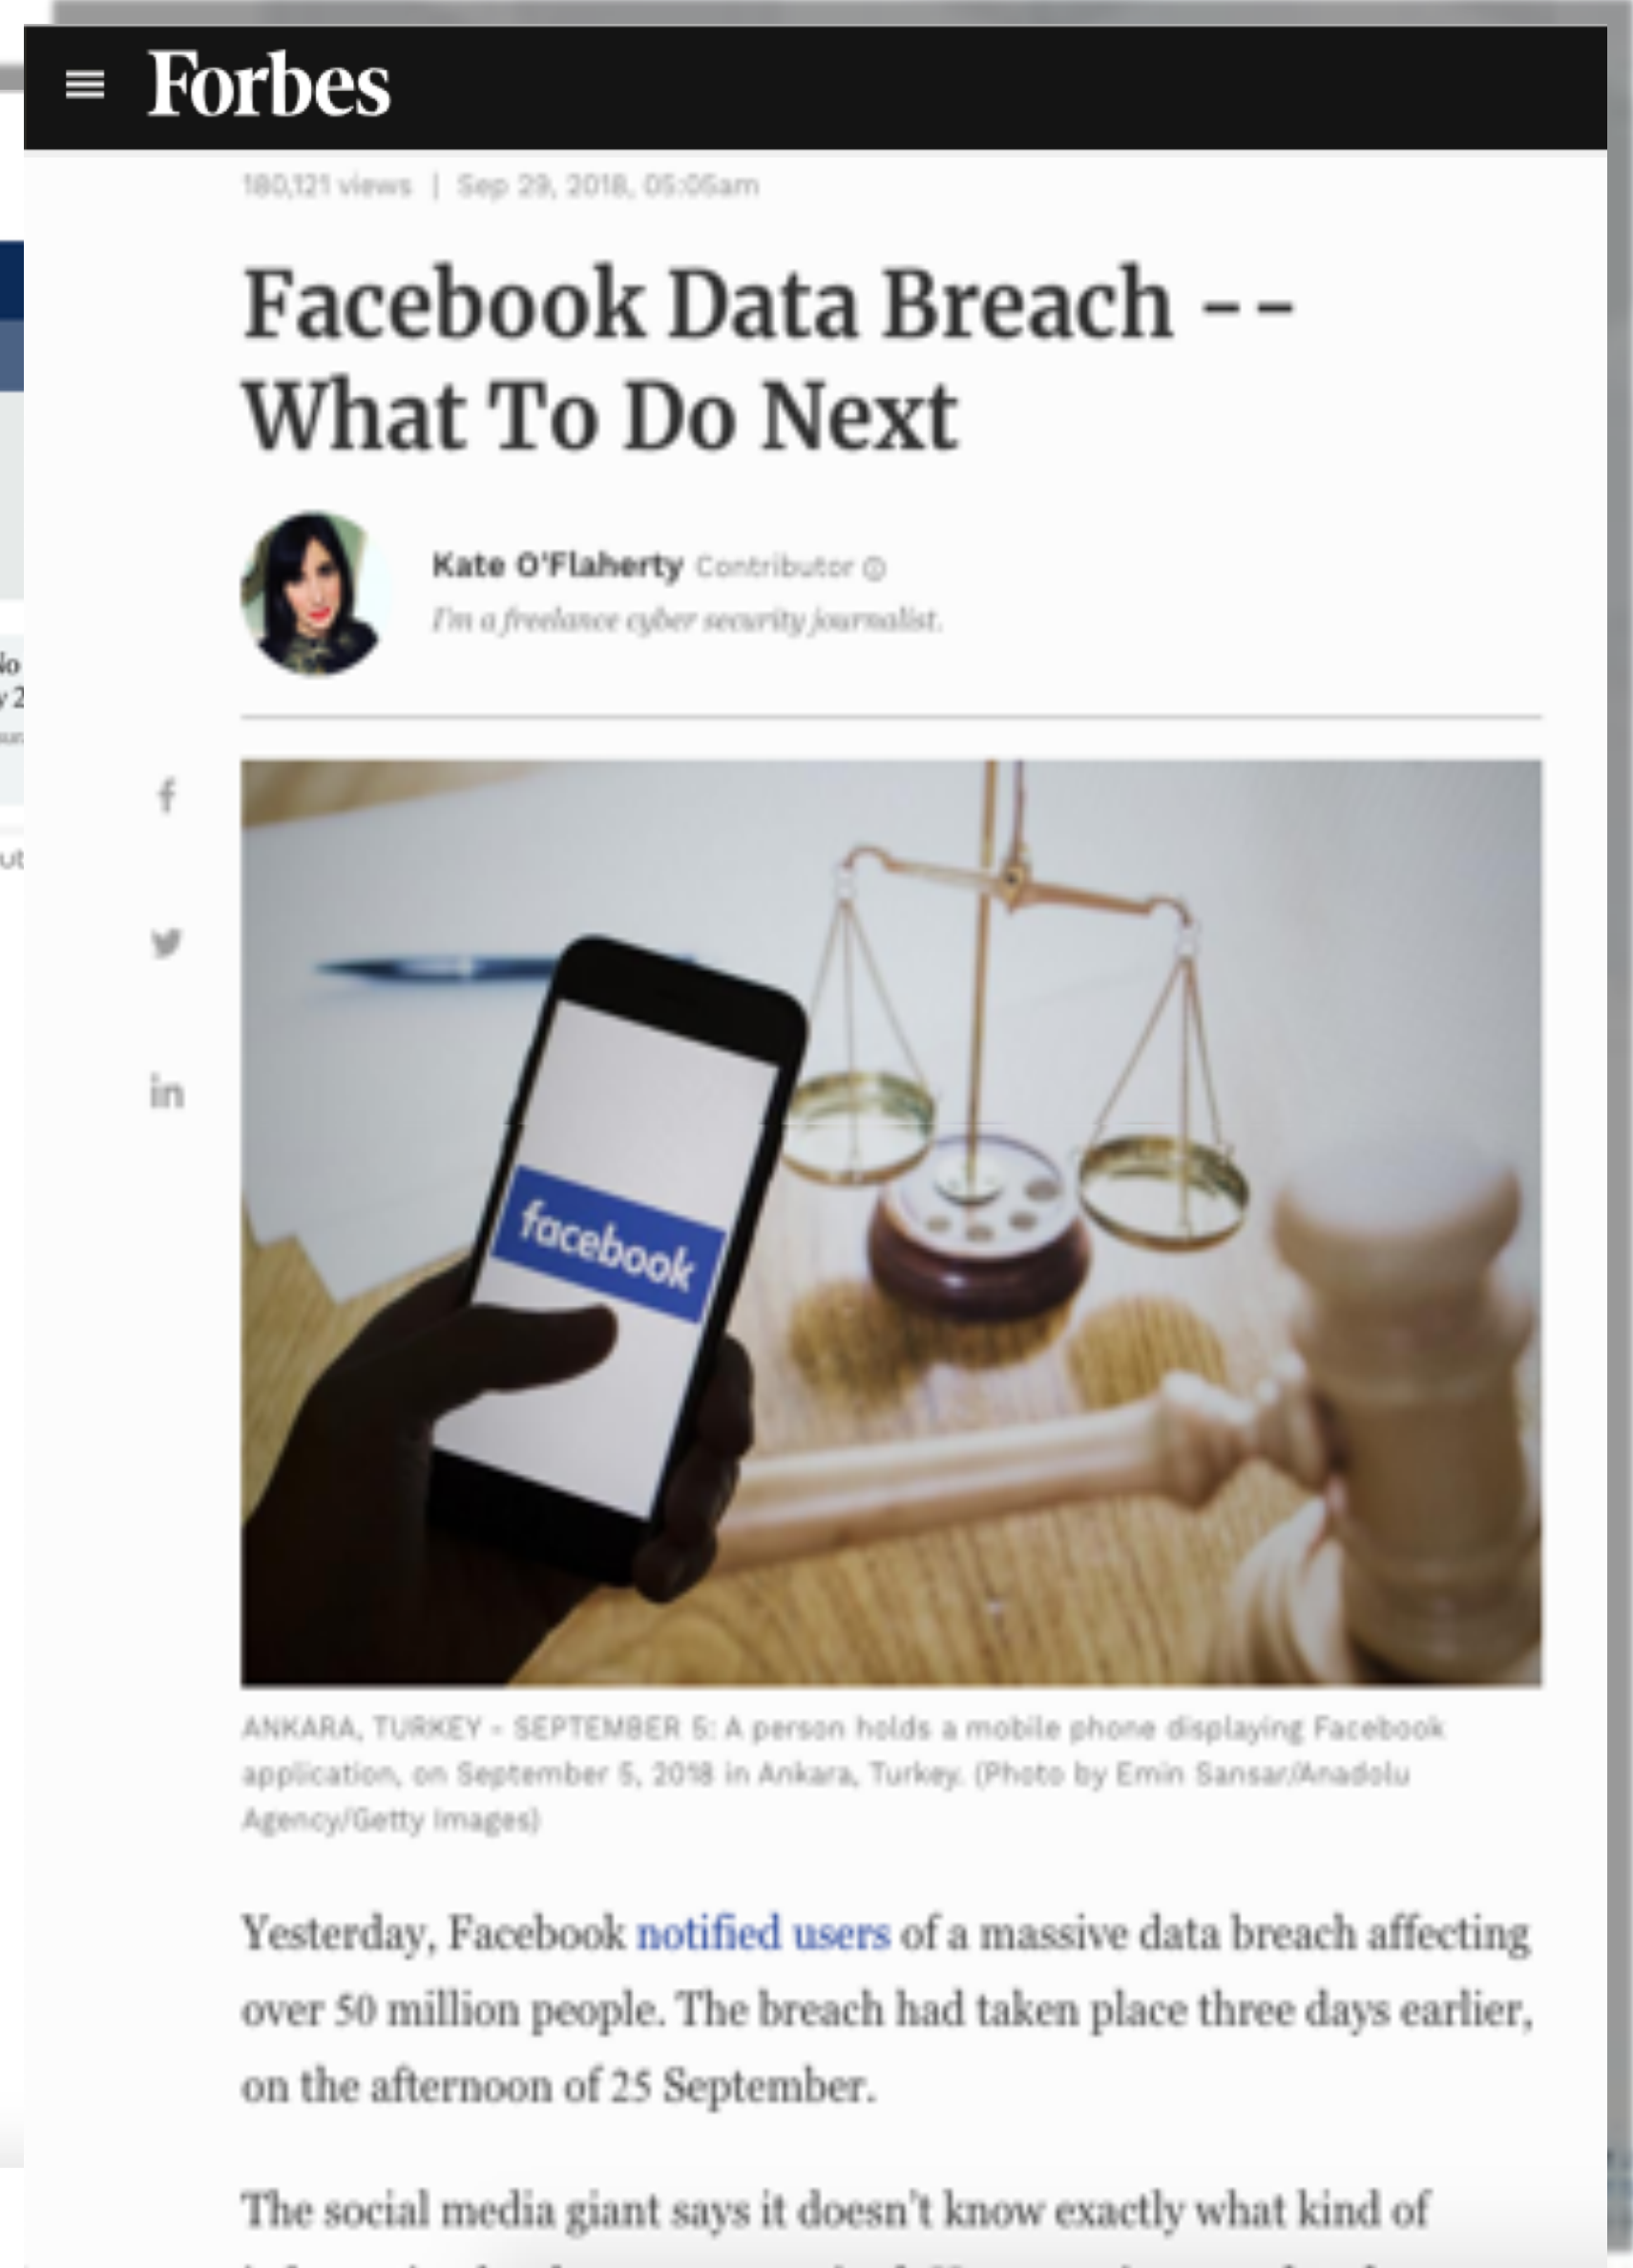 Forbes
180,121 views | Sep 29, 2018, 05:05am
Facebook Data Breach --
What To Do Next
Kate O'Flaherty Contributor
I'm a freelance cyber security journalist.
No
y 2
ut
f
in
facebook
ANKARA, TURKEY - SEPTEMBER 5: A person holds a mobile phone displaying Facebook
application, on September 5, 2018 in Ankara, Turkey. (Photo by Emin Sansar/Anadolu
Agency/Getty Images)
Yesterday, Facebook notified users of a massive data breach affecting
over 50 million people. The breach had taken place three days earlier,
on the afternoon of 25 September.
The social media giant says it doesn't know exactly what kind of